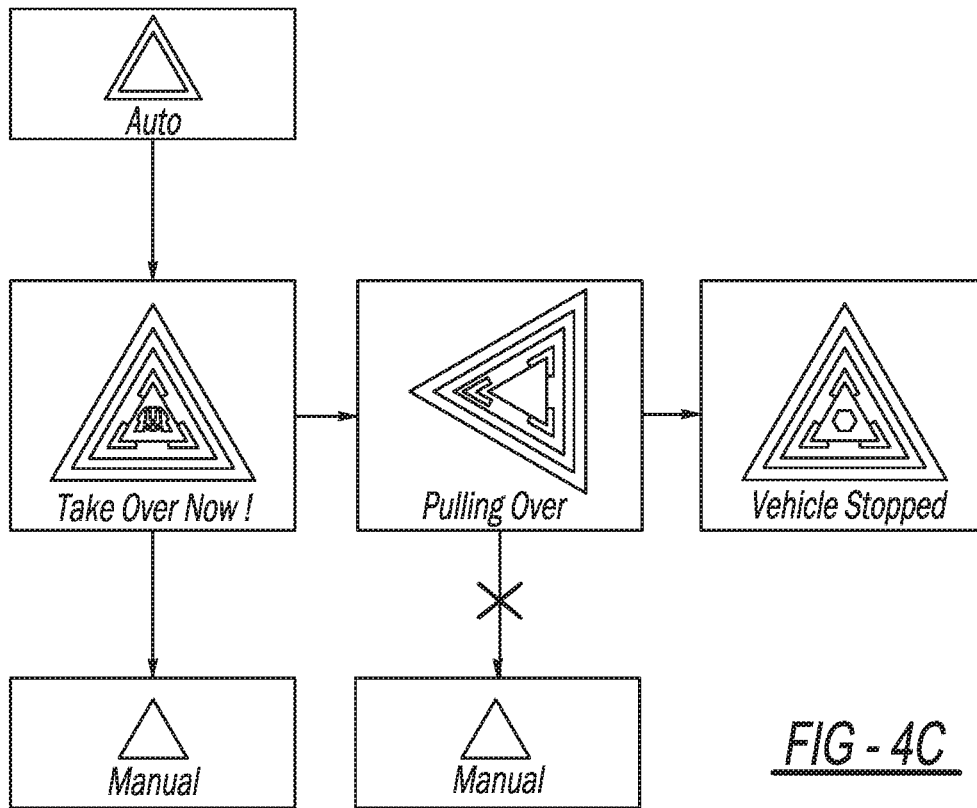 Auto
Take Over Now !
Pulling Over
Vehicle Stopped
Manual
Manual
FIG - 4C